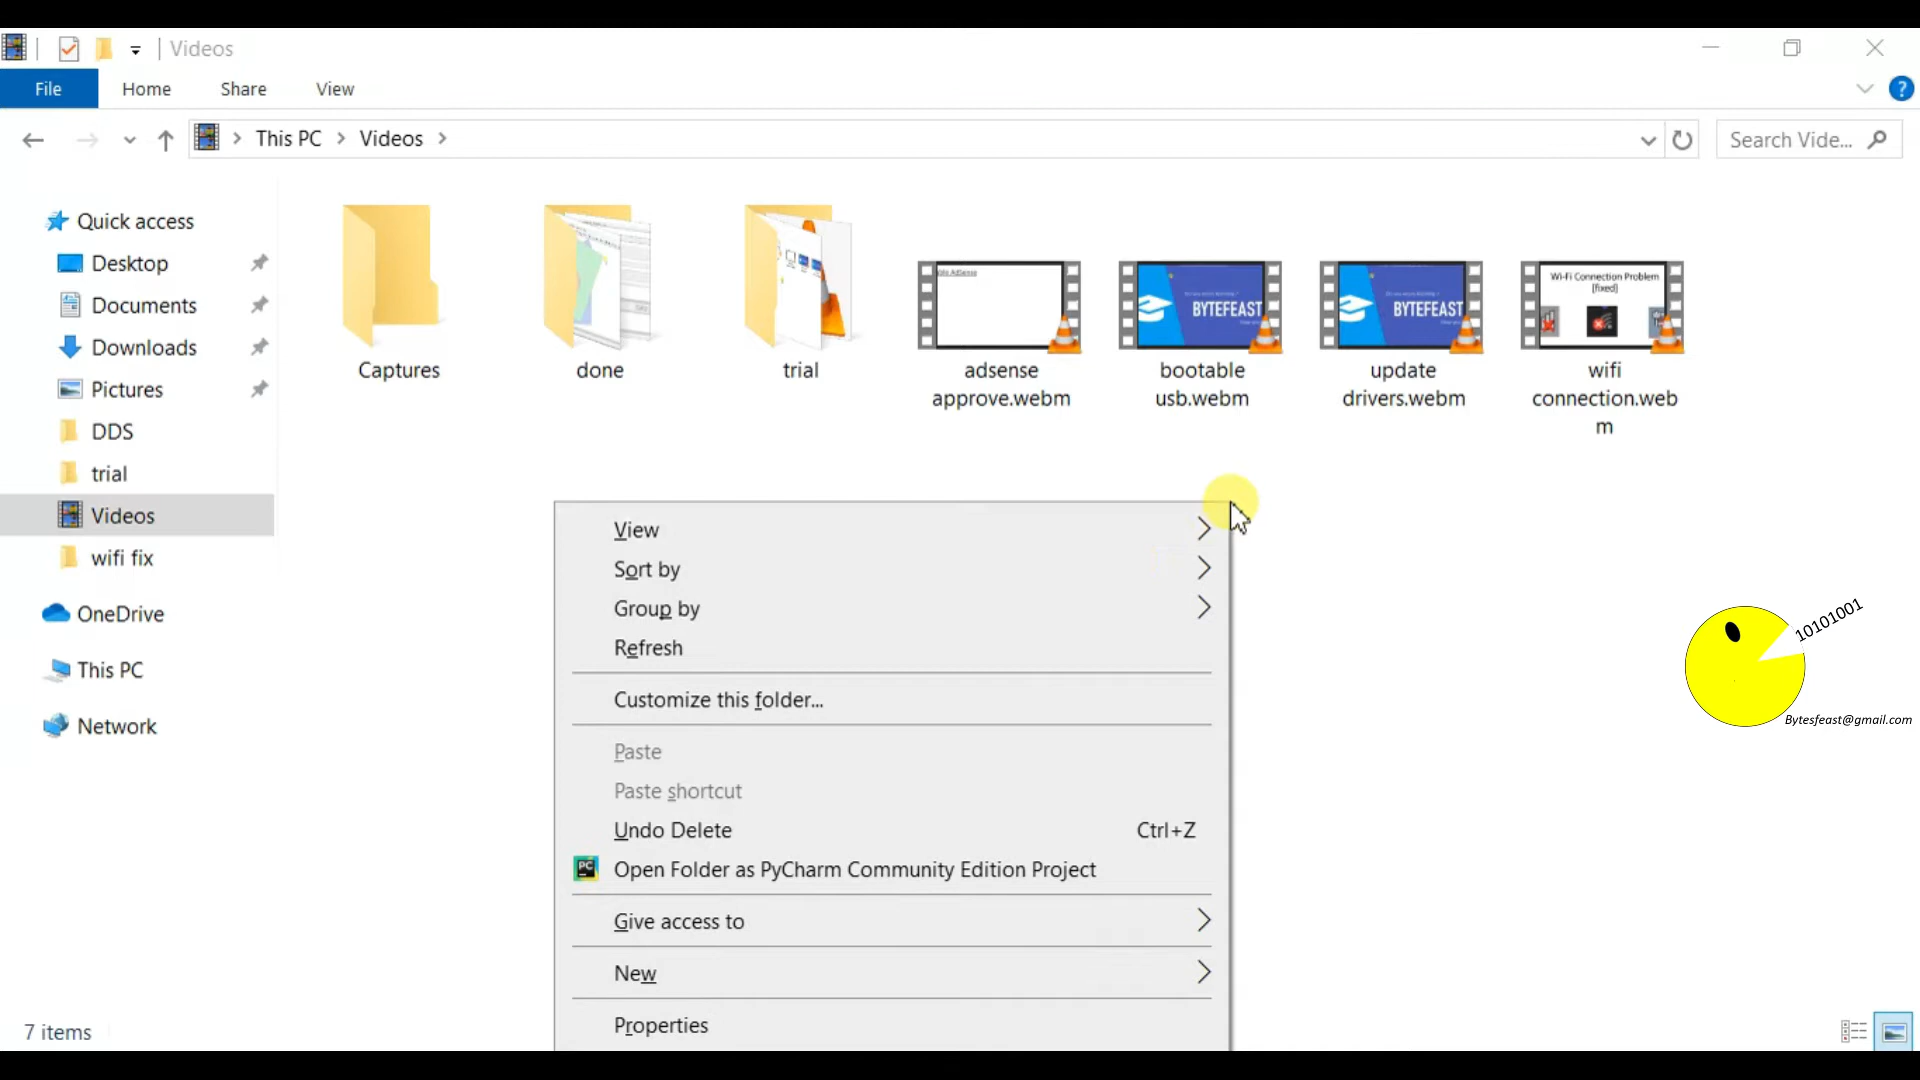 Videos
File Home Share View
This PC Videos
Search Vide...
Quick access
Desktop
Documents
Downloads
Pictures
DDS
trial
Videos
wifi fix
OneDrive
This PC
Network
Captures
done
trial
adsense
approve.webm
BYTEFEAST
bootable
usb.webm
BYTEFEAST
update
drivers.webm
Wi-Fi Connection Problem
[fixed]
wifi
connection.web
m
View
Sort by
Group by
Refresh
Customize this folder...
Paste
Paste shortcut
Undo Delete Ctrl+Z
PC Open Folder as PyCharm Community Edition Project
Give access to
New
Properties
10101001
Bytesfeast@gmail.com
7 items